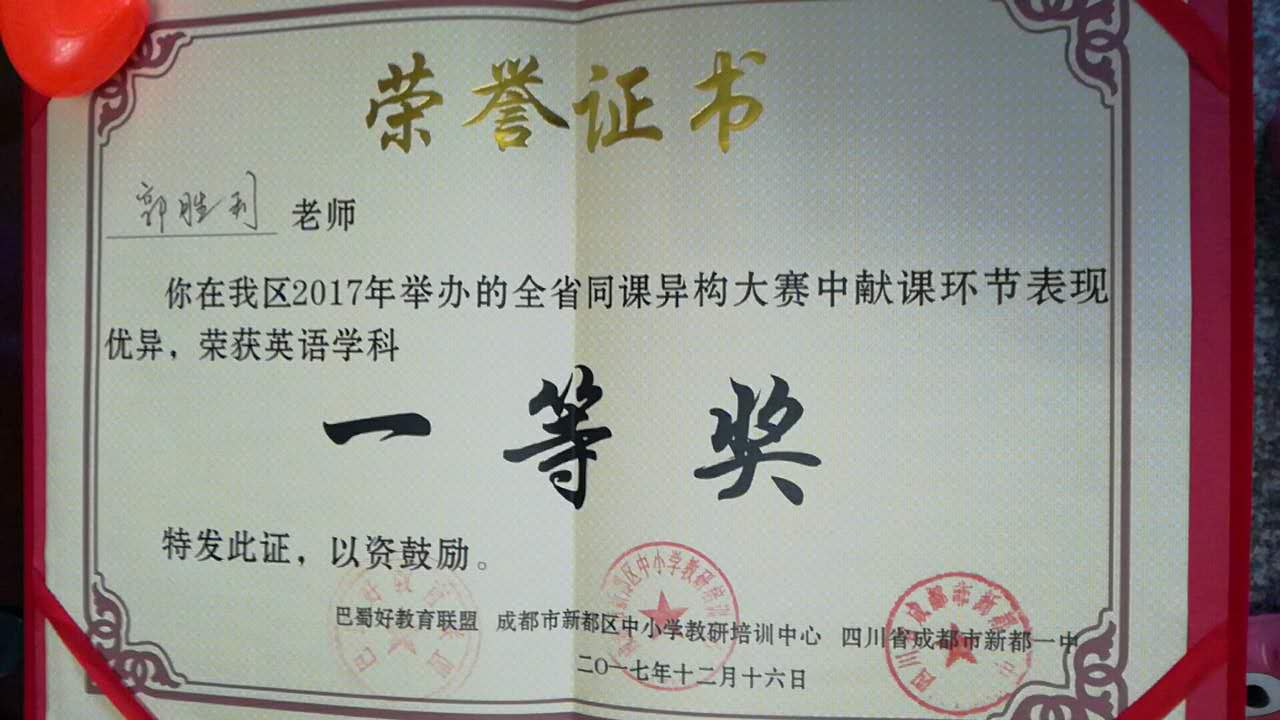 荣誉证书
郭胜利 老师
你在我区2017年举办的全省同课异构大赛中献课环节表现
优异，荣获英语学科
一等奖
特发此证，以资鼓励。
巴蜀好教育联盟 成都市新都区中小学教研培训中心 四川省成都市新都一中
二〇一七年十二月十六日